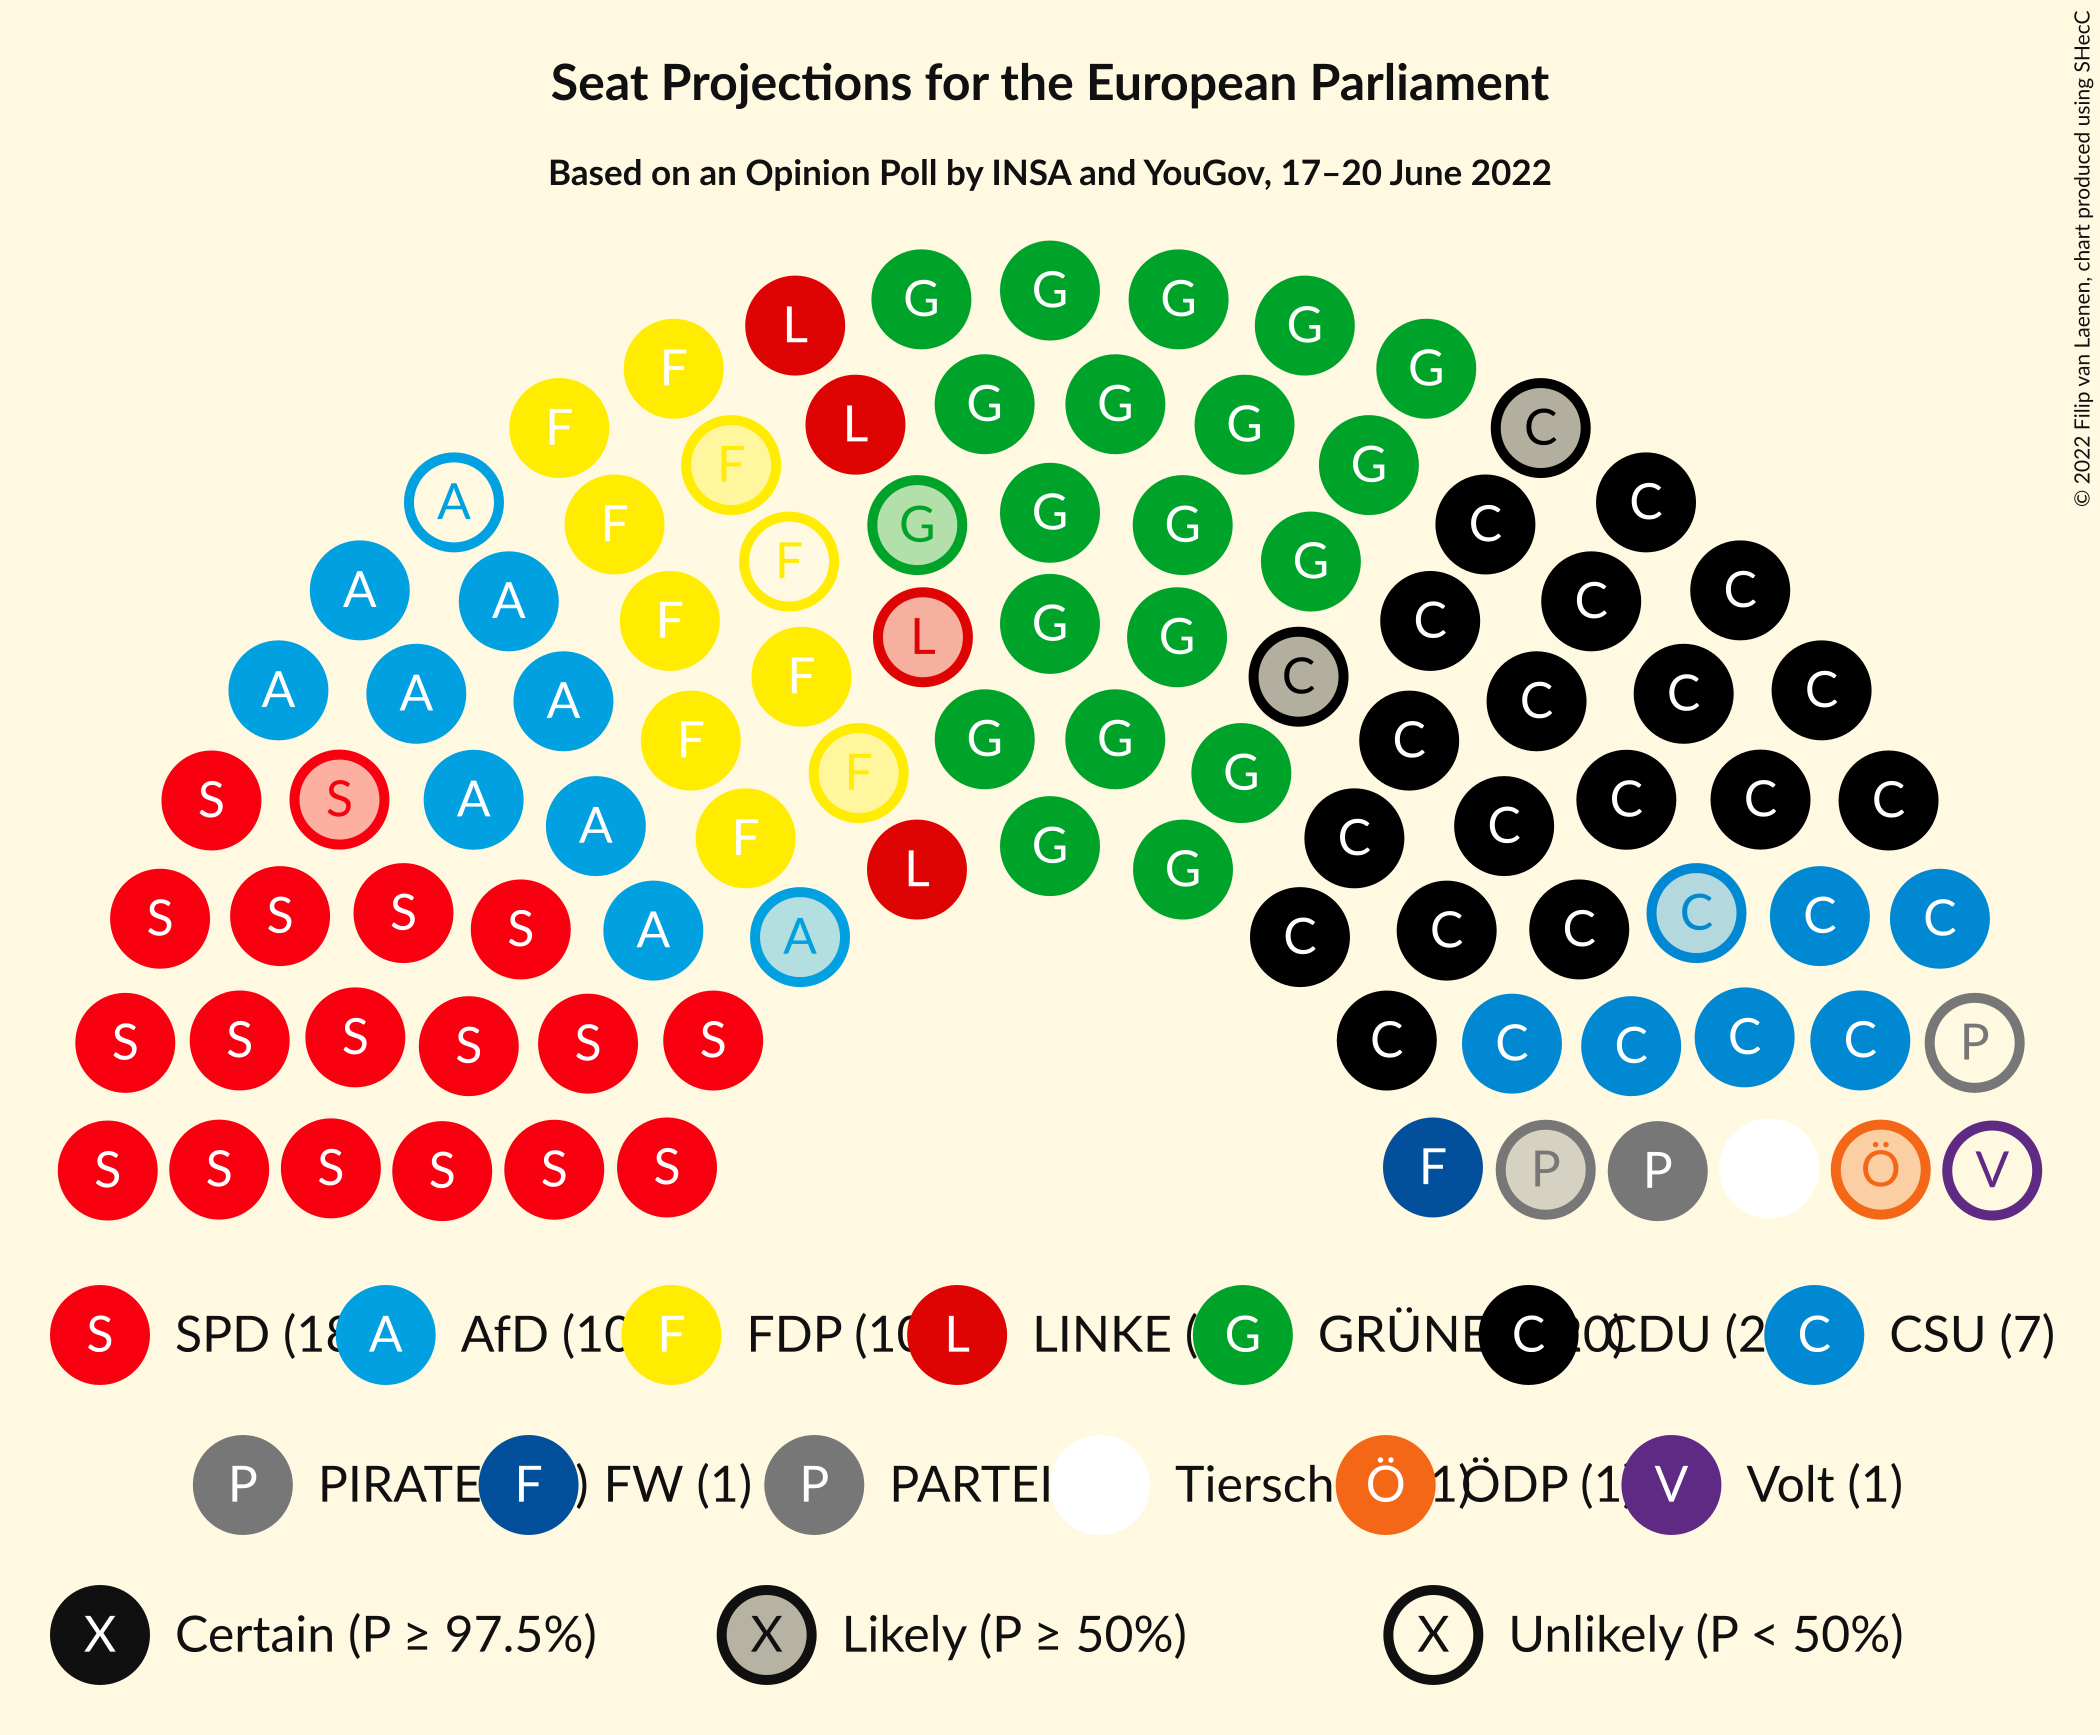 Seat Projections for the European Parliament
Based on an Opinion Poll by INSA and YouGov, 17–20 June 2022
© 2022 Filip van Laenen, chart produced using SHecC
G G G
L G
F G
F L G G C
F G
A F G C
F G G G C
A F G C
A A L G G F C C
S A A F F C C C C
S S A A F F G G G C C C C C
S S S S A A F L G G C C C C C C
S S S S S S C C C C C P
S S S S S S F P P Ö V
S SPD (18 A AfD (10 F FDP (10 L LINKE ( G GRÜNE C 20) CDU (2 C CSU (7)
P PIRATE F ) FW (1) P PARTEI Tiersch Ö 1) ÖDP (1) V Volt (1)
X Certain (P ≥ 97.5%) X Likely (P ≥ 50%) X Unlikely (P < 50%)